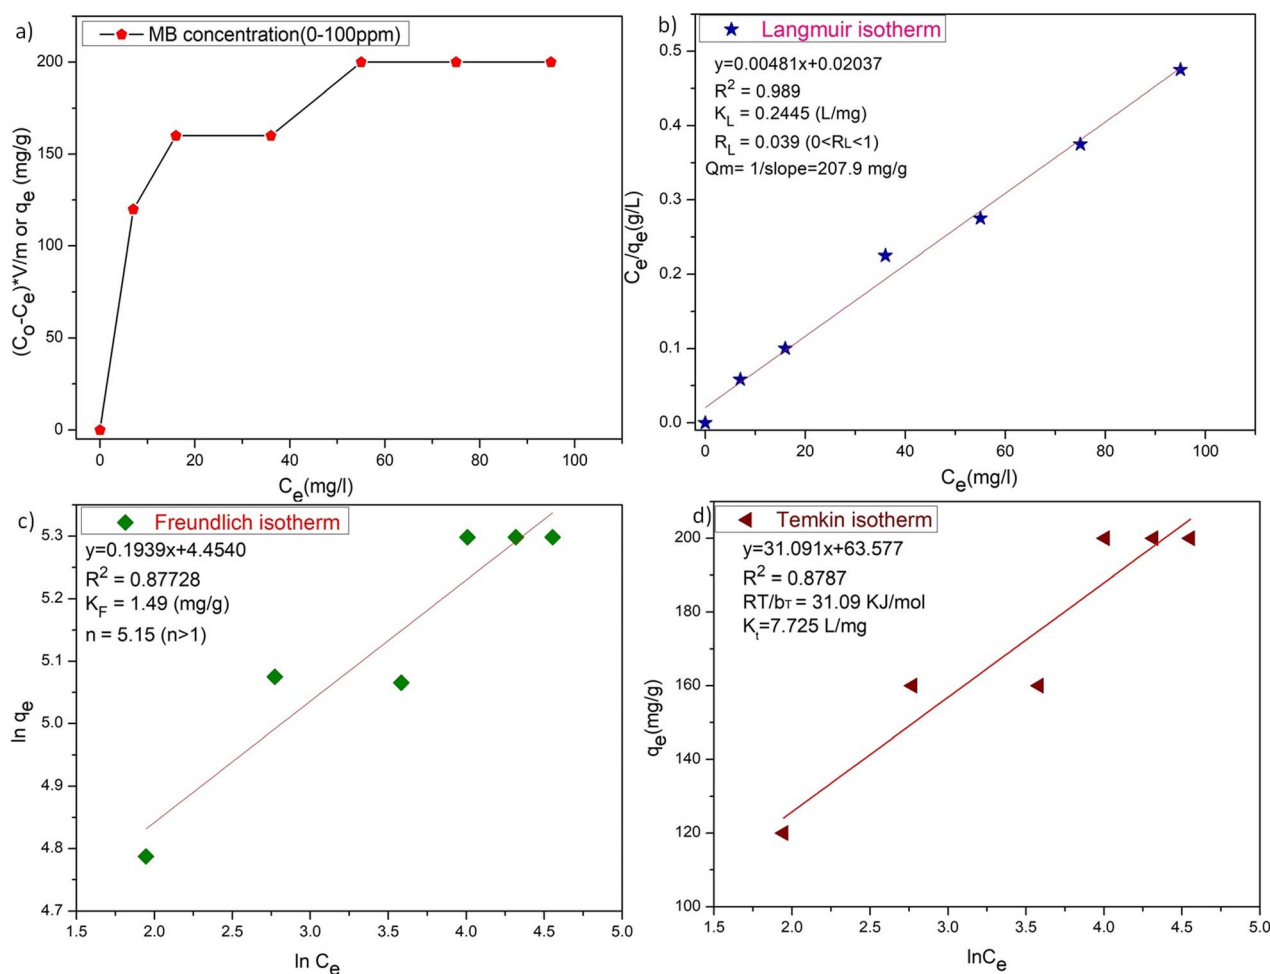 a)
MB concentration(0-100ppm)
200
150
100
50
0
(Co-Ce)*V/m or qe (mg/g)
0 20 40 60 80 100
Ce(mg/l)
b)
Langmuir isotherm
y=0.00481x+0.02037
R2 = 0.989
KL = 0.2445 (L/mg)
RL = 0.039 (0<RL<1)
Qm= 1/slope=207.9 mg/g
0.5
0.4
0.3
0.2
0.1
0.0
Ce/qe(g/L)
0 20 40 60 80 100
Ce(mg/l)
c)
Freundlich isotherm
y=0.1939x+4.4540
R2 = 0.87728
KF = 1.49 (mg/g)
n = 5.15 (n>1)
5.3
5.2
5.1
5.0
4.9
4.8
4.7
ln qe
1.5 2.0 2.5 3.0 3.5 4.0 4.5 5.0
ln Ce
d)
Temkin isotherm
y=31.091x+63.577
R2 = 0.8787
RT/bT = 31.09 KJ/mol
Kt=7.725 L/mg
200
180
160
140
120
100
qe(mg/g)
1.5 2.0 2.5 3.0 3.5 4.0 4.5 5.0
lnCe